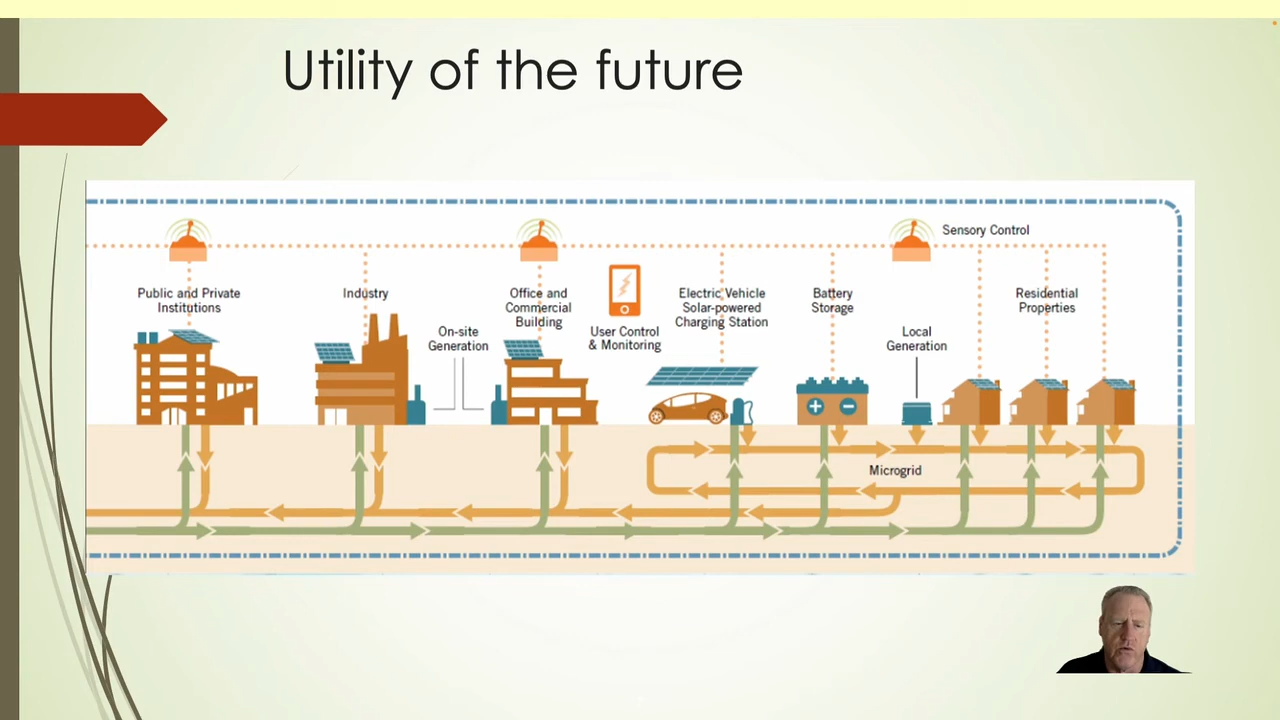 Utility of the future
Sensory Control
Public and Private
Institutions
Industry
On-site
Generation
Office and
Commercial
Building
User Control
& Monitoring
Electric Vehicle
Solar-powered
Charging Station
Battery
Storage
Local
Generation
Residential
Properties
Microgrid